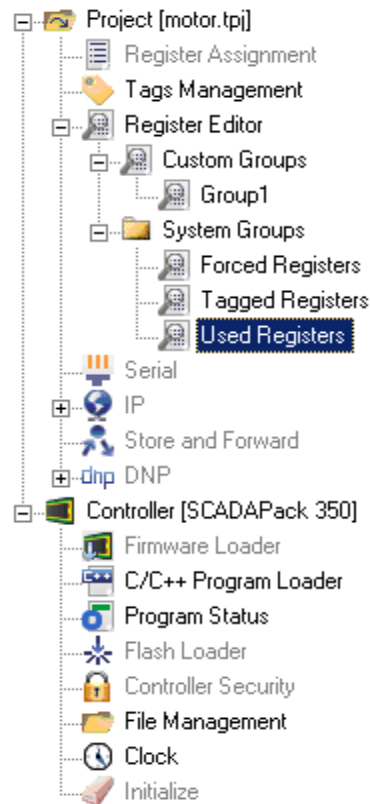 Project [motor.tpj]
Register Assignment
Tags Management
Register Editor
Custom Groups
Group1
System Groups
Forced Registers
Tagged Registers
Used Registers
Serial
IP
Store and Forward
dnp DNP
Controller [SCADAPack 350]
Firmware Loader
C/C++ Program Loader
Program Status
Flash Loader
Controller Security
File Management
Clock
Initialize